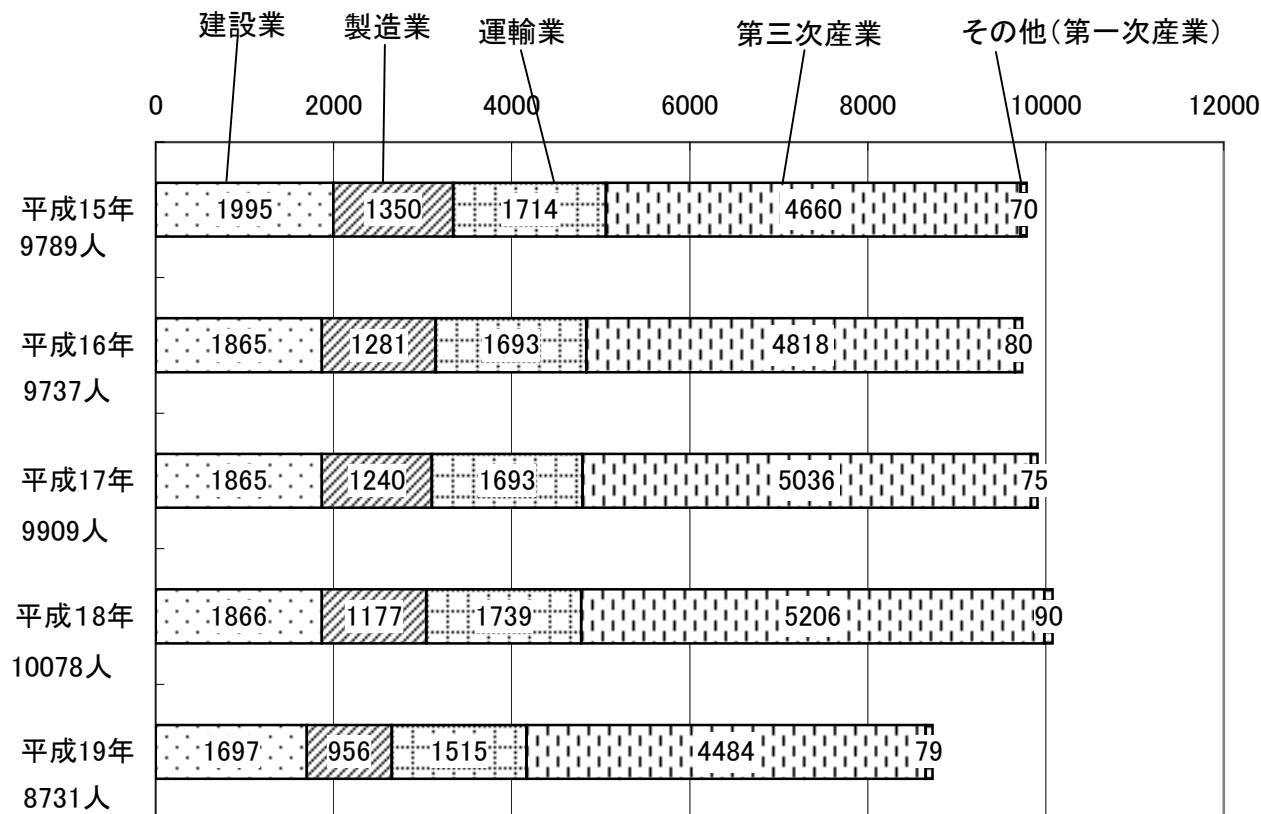 建設業 製造業 運輸業 第三次産業 その他(第一次産業)
0 2000 4000 6000 8000 10000 12000
平成15年 1995 1350 1714 4660 70
9789人
平成16年 1865 1281 1693 4818 80
9737人
平成17年 1865 1240 1693 5036 75
9909人
平成18年 1866 1177 1739 5206 90
10078人
平成19年 1697 956 1515 4484 79
8731人